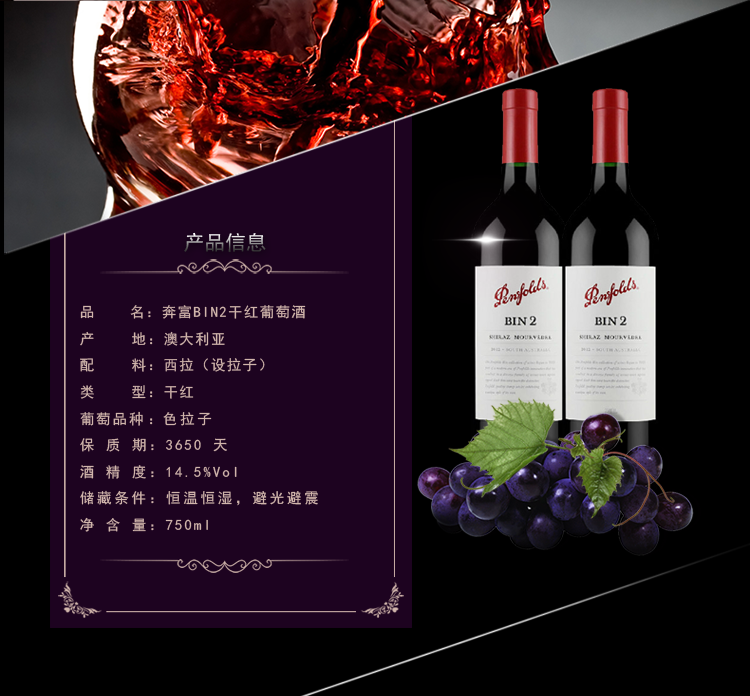 产品信息
品 名：奔富BIN2干红葡萄酒
产 地：澳大利亚
配 料：西拉（设拉子）
类 型：干红
葡萄品种：色拉子
保 质 期：3650 天
酒 精 度：14.5%Vol
储藏条件：恒温恒湿，避光避震
净 含 量：750ml
Penfolds
BIN 2
SHIRAZ MOURVÈDRE
Penfolds
BIN 2
SHIRAZ MOURVÈDRE